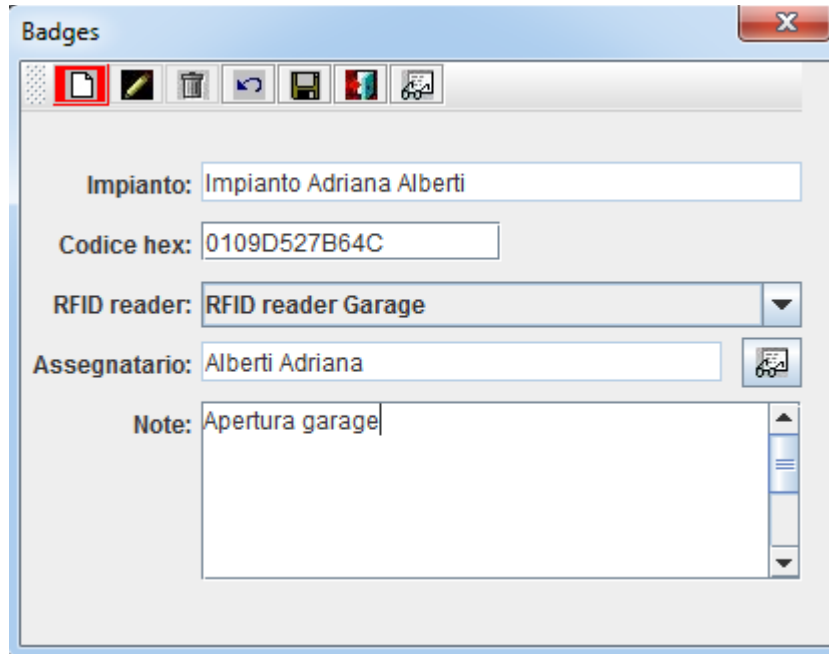 Badges
Impianto: Impianto Adriana Alberti
Codice hex: 0109D527B64C
RFID reader: RFID reader Garage
Assegnatario: Alberti Adriana
Note: Apertura garage